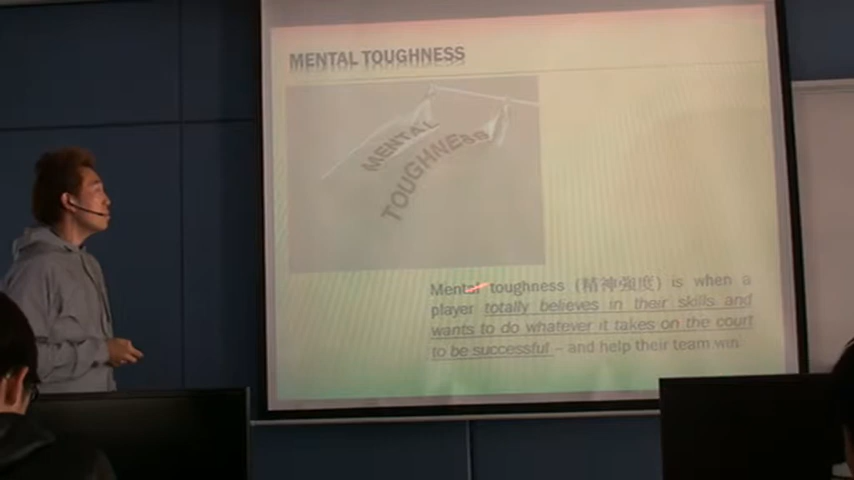 MENTAL TOUGHNESS
MENTAL
TOUGHNESS
Mental toughness (精神強度) is when a
player totally believes in their skills and
wants to do whatever it takes on the court
to be successful – and help their team win